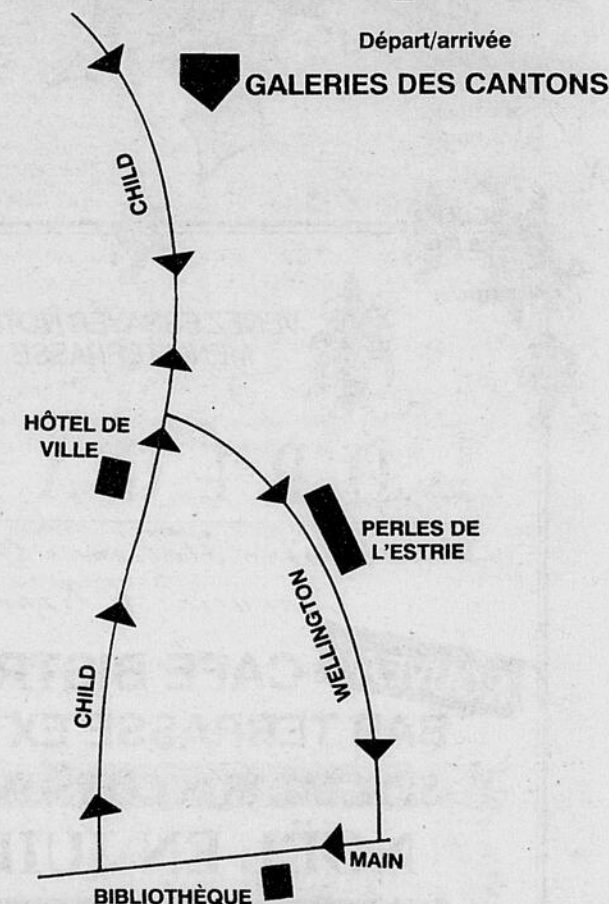 Départ/arrivée
GALERIES DES CANTONS
CHILD
HÔTEL DE
VILLE
PERLES DE
L'ESTRIE
WELLINGTON
CHILD
MAIN
BIBLIOTHÈQUE